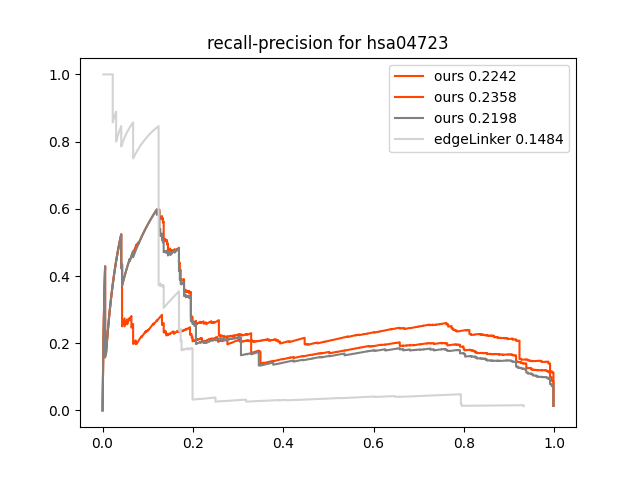 recall-precision for hsa04723
ours 0.2242
ours 0.2358
ours 0.2198
edgeLinker 0.1484
1.0
0.8
0.6
0.4
0.2
0.0
0.0 0.2 0.4 0.6 0.8 1.0